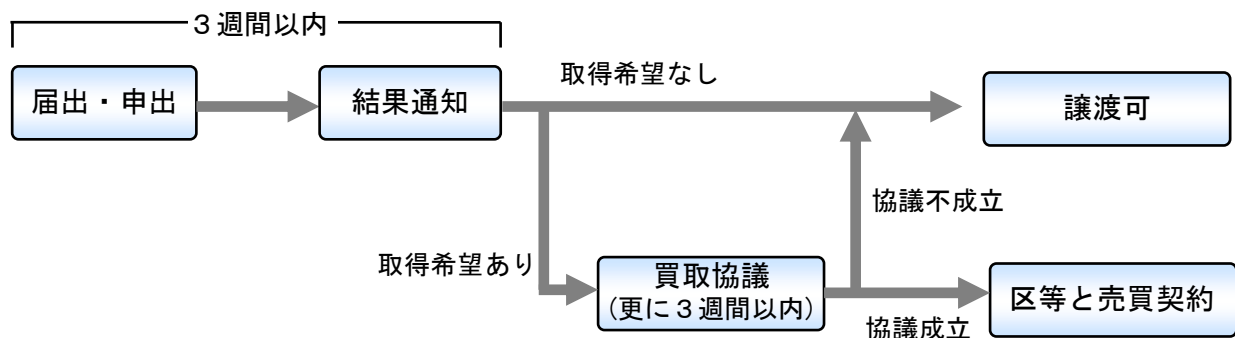 ３週間以内
届出・申出
結果通知
取得希望なし
譲渡可
協議不成立
取得希望あり
買取協議
(更に３週間以内)
協議成立
区等と売買契約